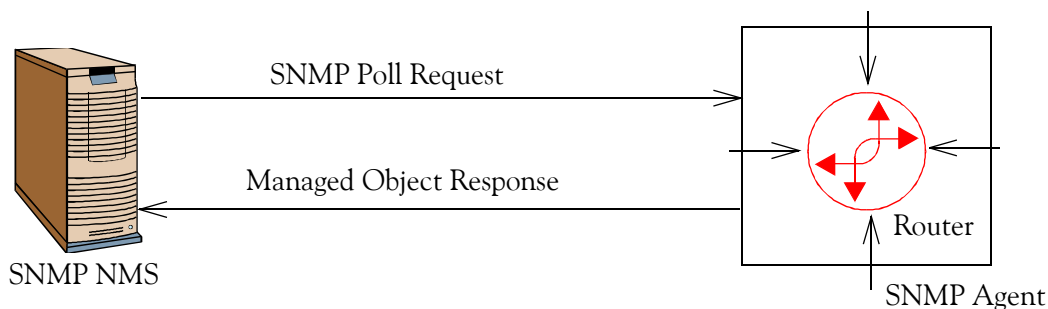 SNMP Poll Request
Managed Object Response
Router
SNMP NMS
SNMP Agent